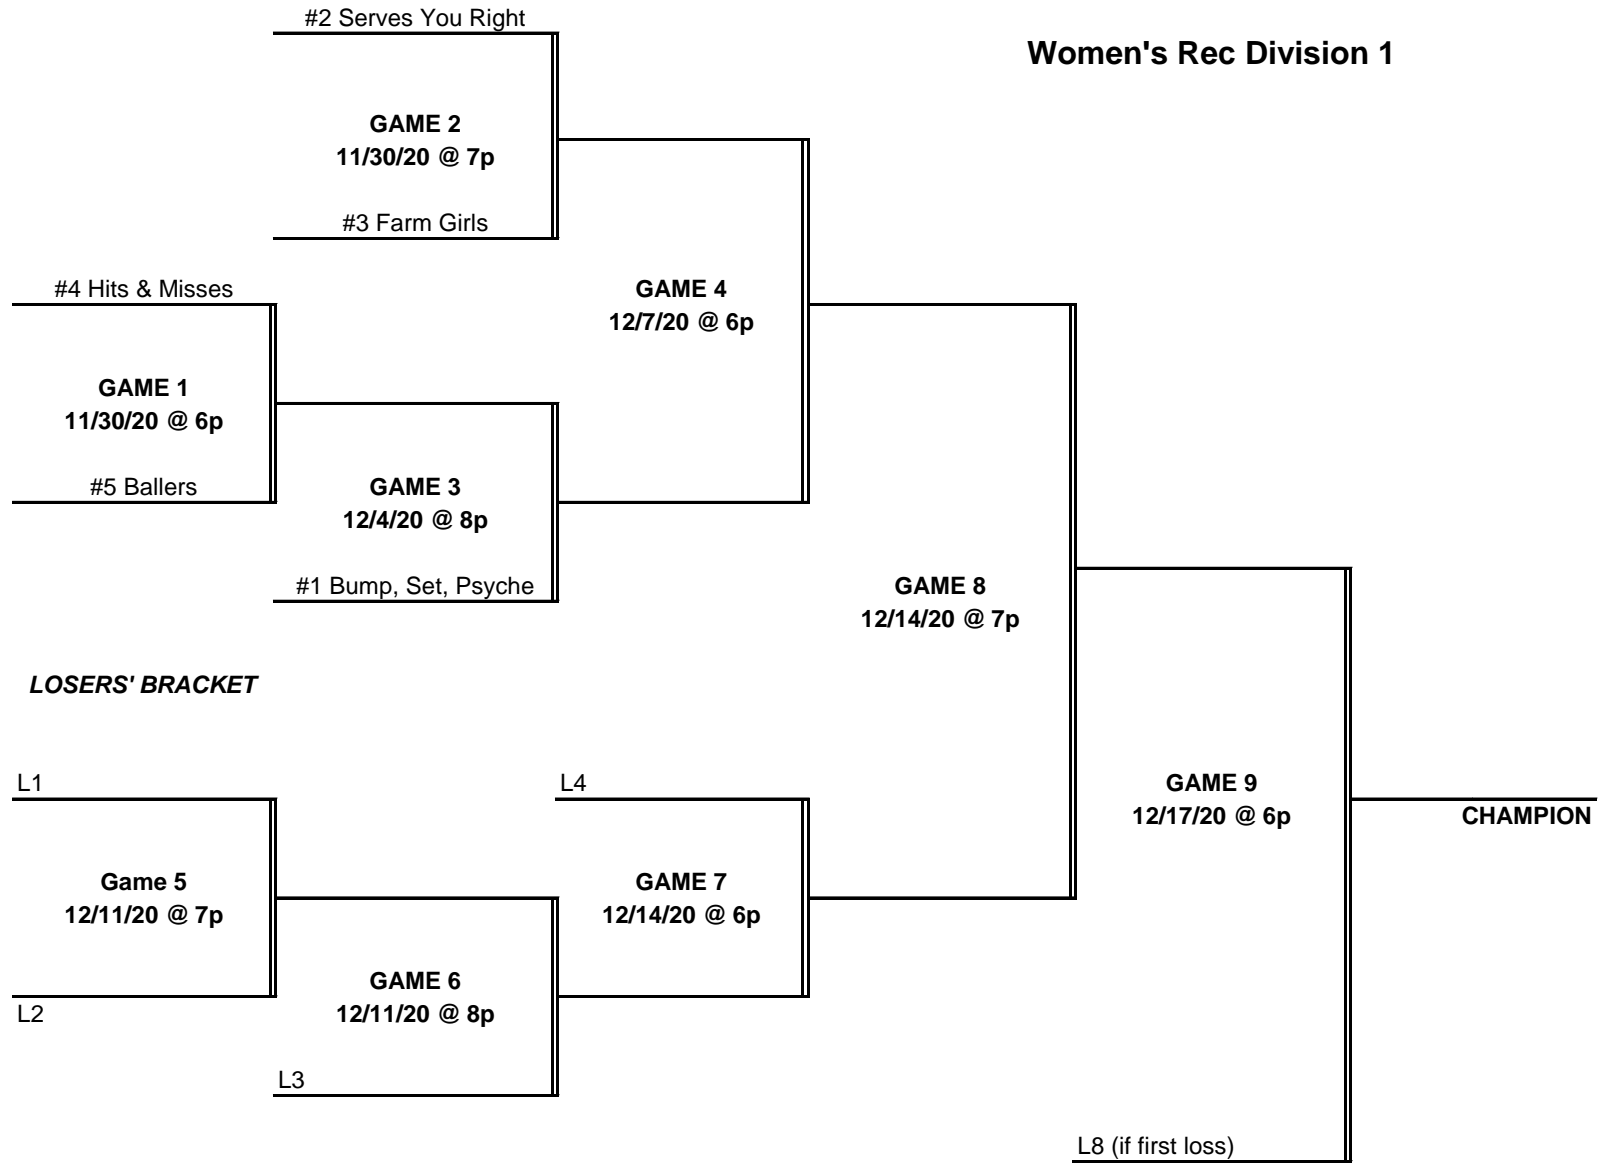 #2 Serves You Right
Women's Rec Division 1
GAME 2
11/30/20 @ 7p
#3 Farm Girls
#4 Hits & Misses
GAME 4
12/7/20 @ 6p
GAME 1
11/30/20 @ 6p
#5 Ballers
GAME 3
12/4/20 @ 8p
#1 Bump, Set, Psyche
GAME 8
12/14/20 @ 7p
LOSERS' BRACKET
L1
L4
GAME 9
12/17/20 @ 6p
CHAMPION
Game 5
12/11/20 @ 7p
GAME 7
12/14/20 @ 6p
L2
GAME 6
12/11/20 @ 8p
L3
L8 (if first loss)